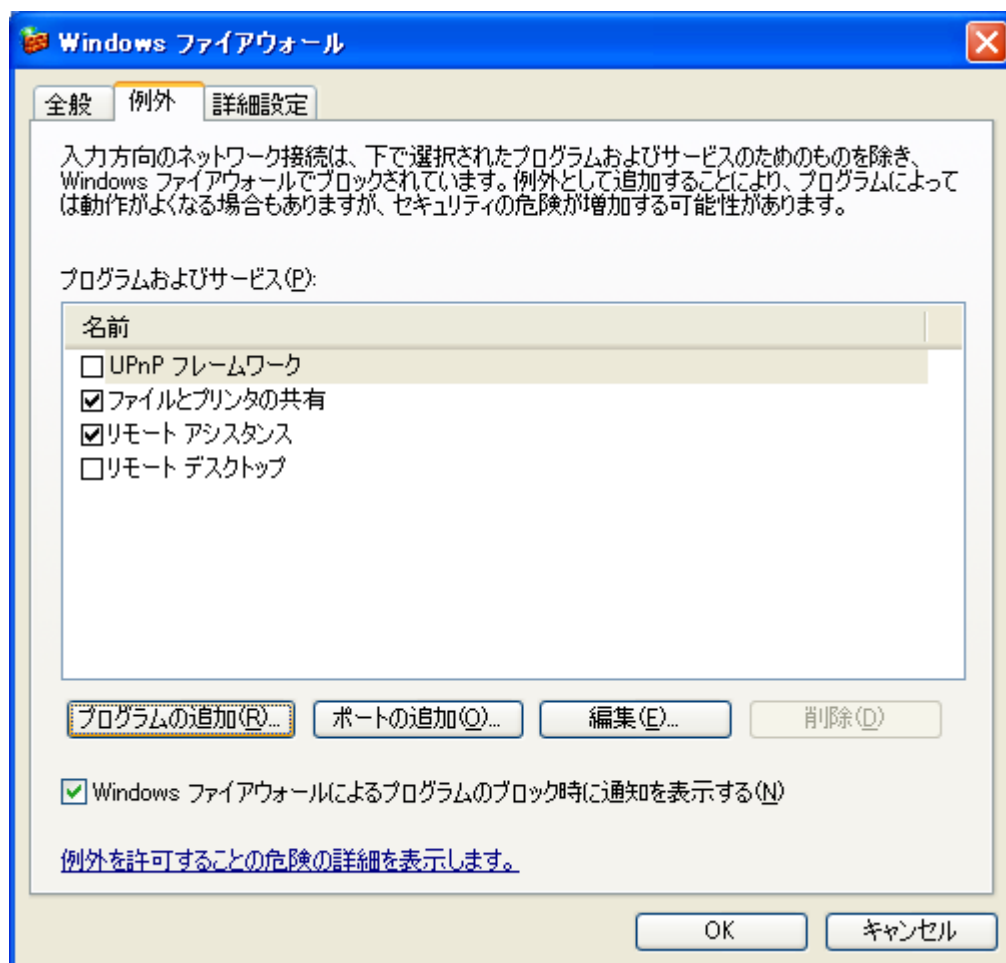 Windows ファイアウォール
全般 例外 詳細設定
入力方向のネットワーク接続は、下で選択されたプログラムおよびサービスのためのものを除き、
Windows ファイアウォールでブロックされています。例外として追加することにより、プログラムによって
は動作がよくなる場合もありますが、セキュリティの危険が増加する可能性があります。
プログラムおよびサービス(P):
名前
UPnP フレームワーク
ファイルとプリンタの共有
リモート アシスタンス
リモート デスクトップ
プログラムの追加(R)... ポートの追加(O)... 編集(E)... 削除(D)
Windows ファイアウォールによるプログラムのブロック時に通知を表示する(N)
例外を許可することの危険の詳細を表示します。
OK キャンセル